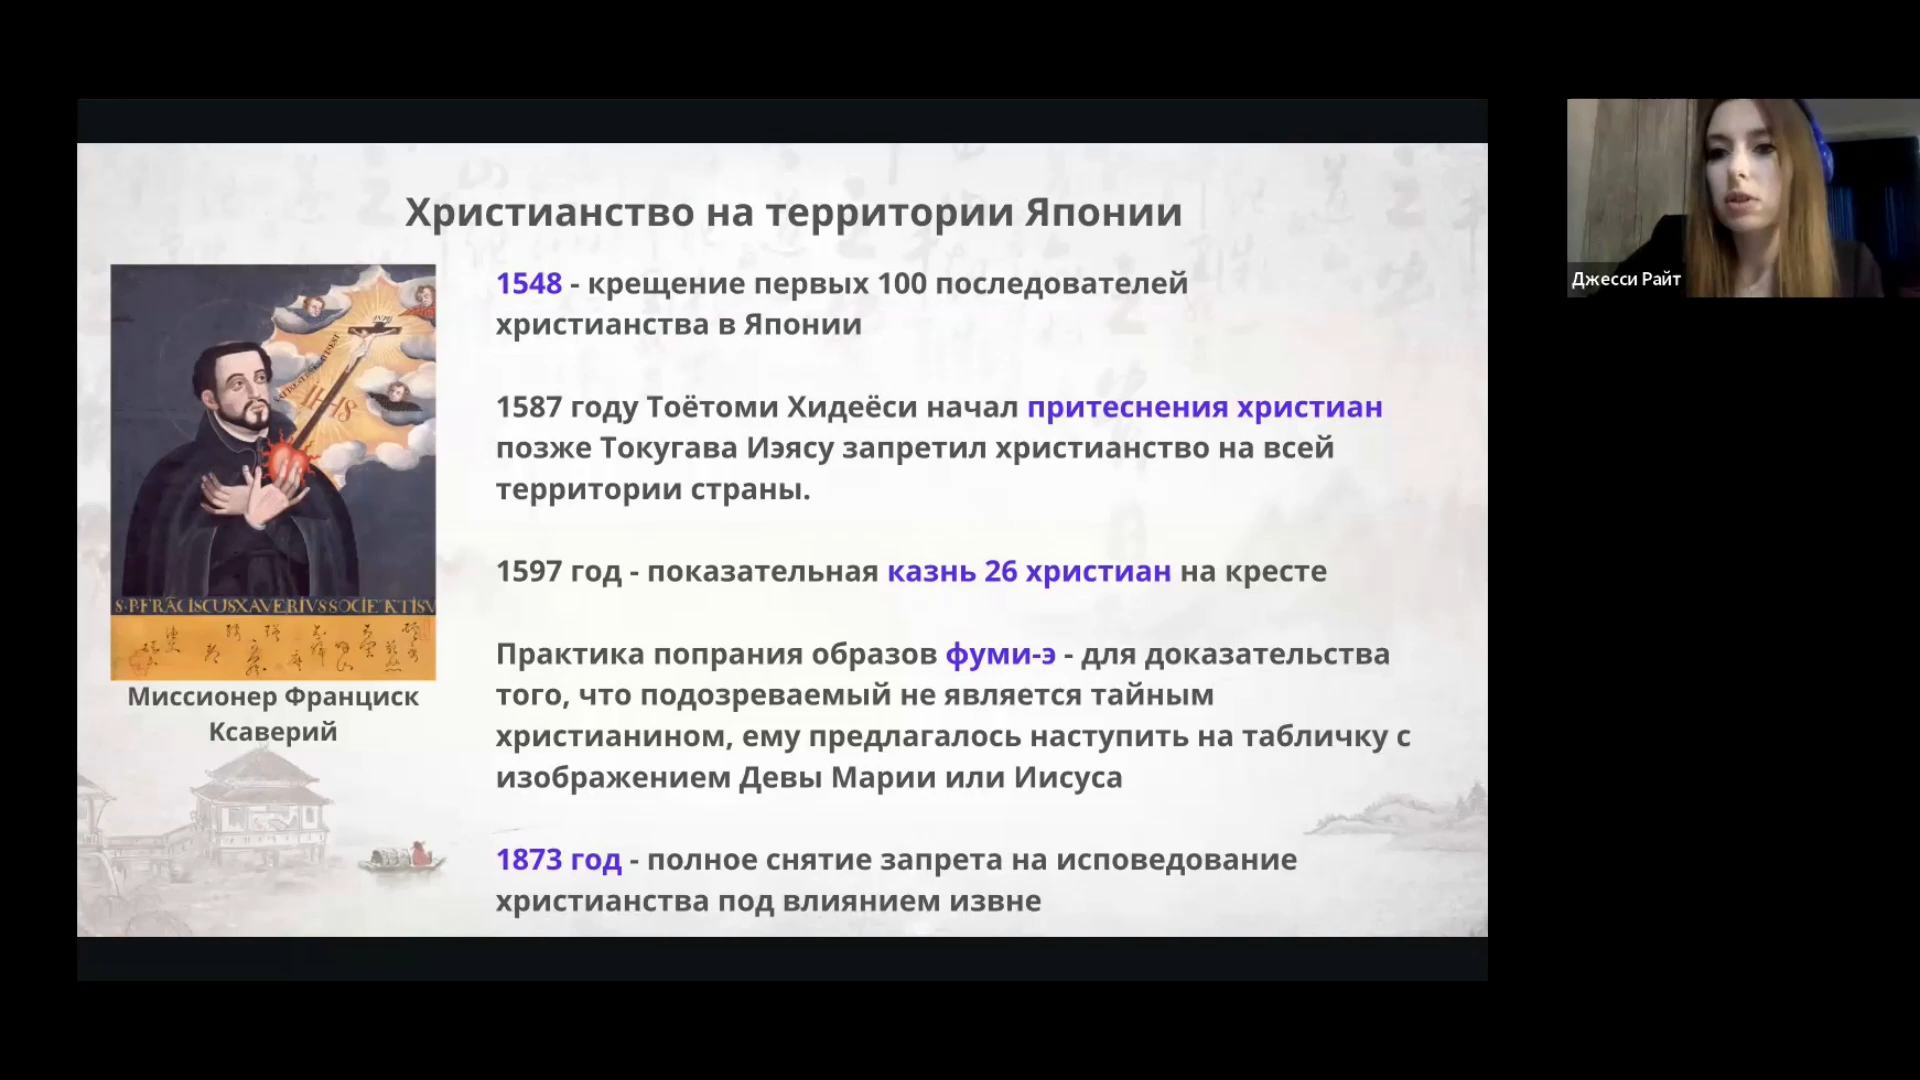 Христианство на территории Японии
1548 - крещение первых 100 последователей
христианства в Японии
1587 году Тоётоми Хидеёси начал притеснения христиан
позже Токугава Иэясу запретил христианство на всей
территории страны.
1597 год - показательная казнь 26 христиан на кресте
Практика попрания образов фуми-э - для доказательства
того, что подозреваемый не является тайным
христианином, ему предлагалось наступить на табличку с
изображением Девы Марии или Иисуса
1873 год - полное снятие запрета на исповедование
христианства под влиянием извне
IHS
Миссионер Франциск
Ксаверий
Джесси Райт